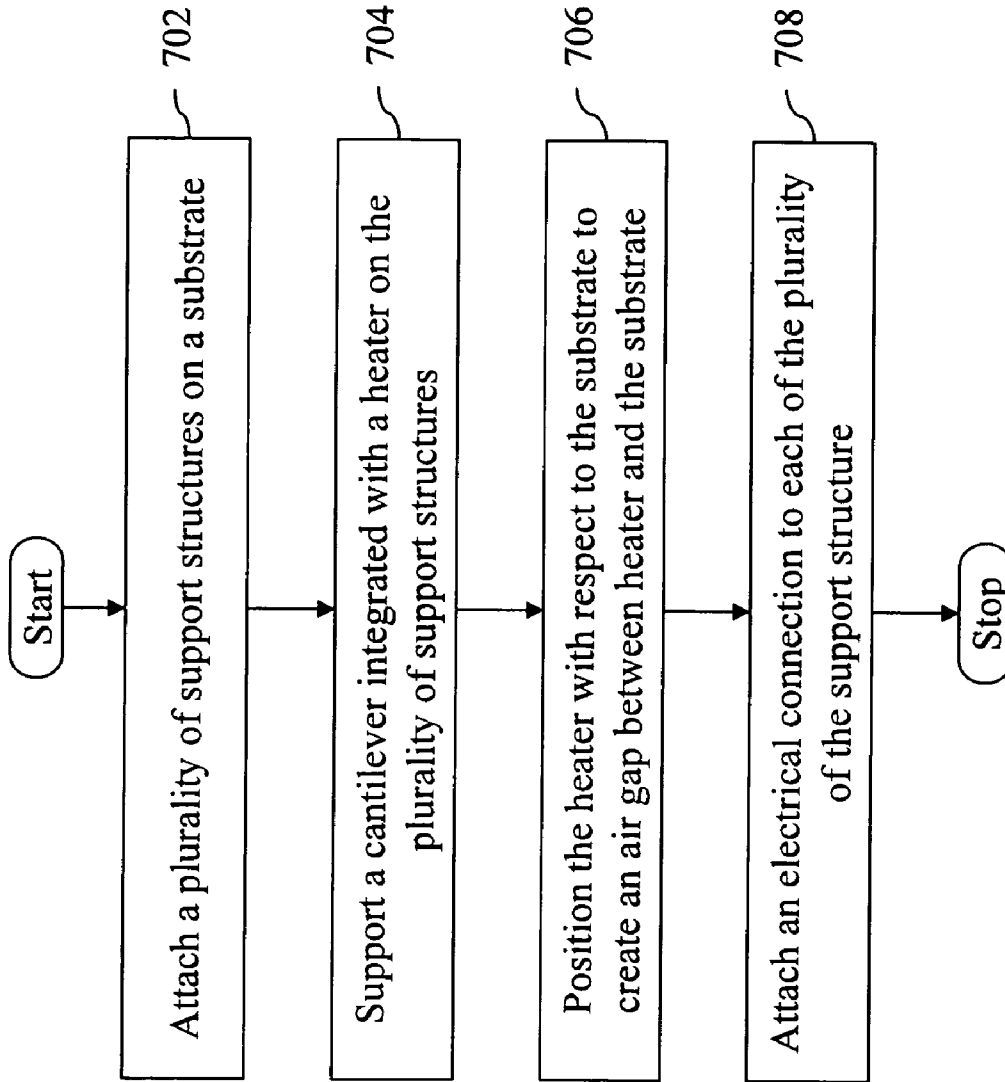 Start
Attach a plurality of support structures on a substrate
702
Support a cantilever integrated with a heater on the
plurality of support structures
704
Position the heater with respect to the substrate to
create an air gap between heater and the substrate
706
Attach an electrical connection to each of the plurality
of the support structure
708
Stop